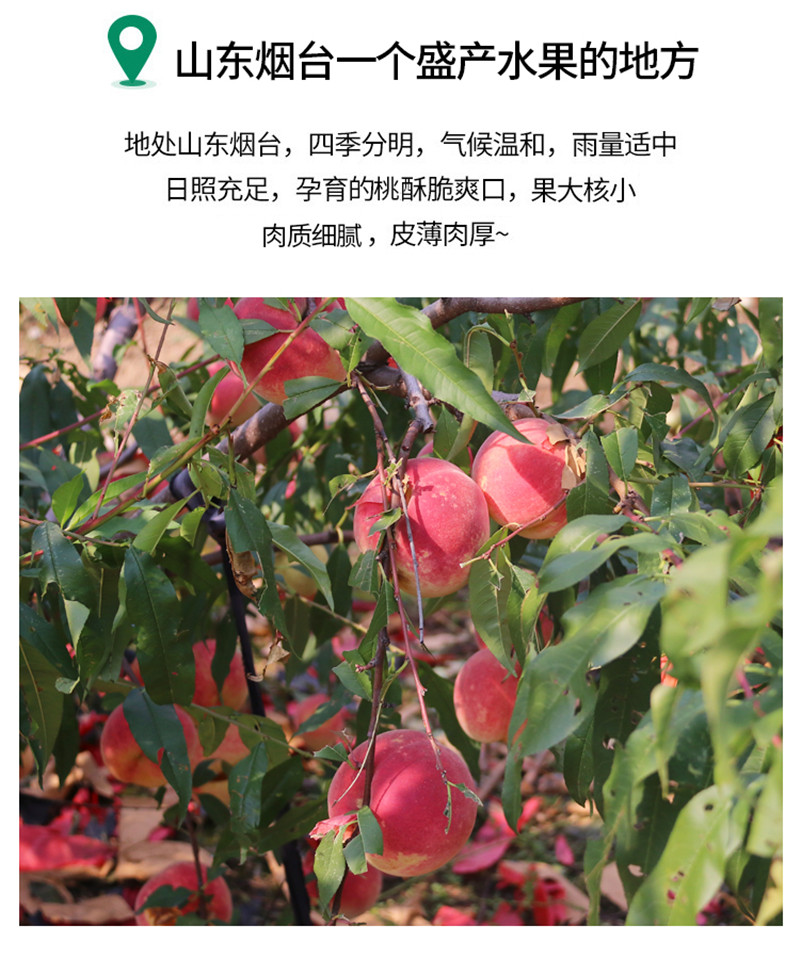 山东烟台一个盛产水果的地方
地处山东烟台，四季分明，气候温和，雨量适中
日照充足，孕育的桃酥脆爽口，果大核小
肉质细腻，皮薄肉厚~